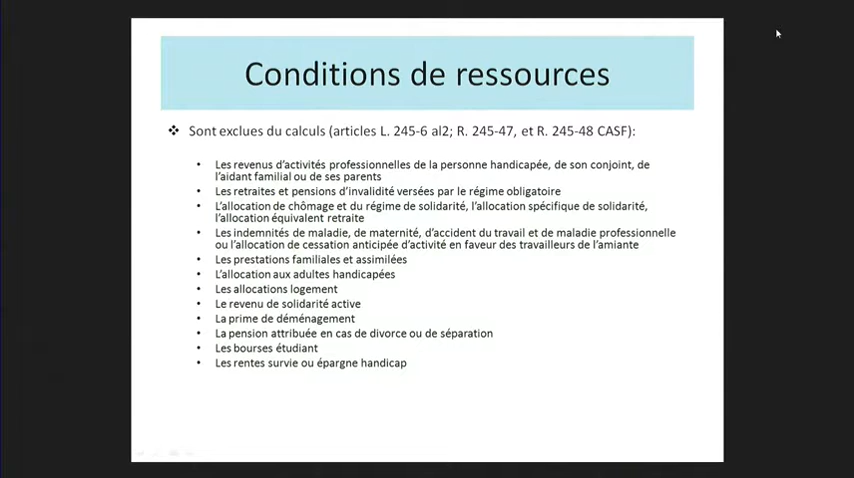 Conditions de ressources
❖ Sont exclues du calculs (articles L. 245-6 al2; R. 245-47, et R. 245-48 CASF):
• Les revenus d'activités professionnelles de la personne handicapée, de son conjoint, de
l'aidant familial ou de ses parents
• Les retraites et pensions d'invalidité versées par le régime obligatoire
• L'allocation de chômage et du régime de solidarité, l'allocation spécifique de solidarité,
l'allocation équivalent retraite
• Les indemnités de maladie, de maternité, d'accident du travail et de maladie professionnelle
ou l'allocation de cessation anticipée d'activité en faveur des travailleurs de l'amiante
• Les prestations familiales et assimilées
• L'allocation aux adultes handicapées
• Les allocations logement
• Le revenu de solidarité active
• La prime de déménagement
• La pension attribuée en cas de divorce ou de séparation
• Les bourses étudiant
• Les rentes survie ou épargne handicap